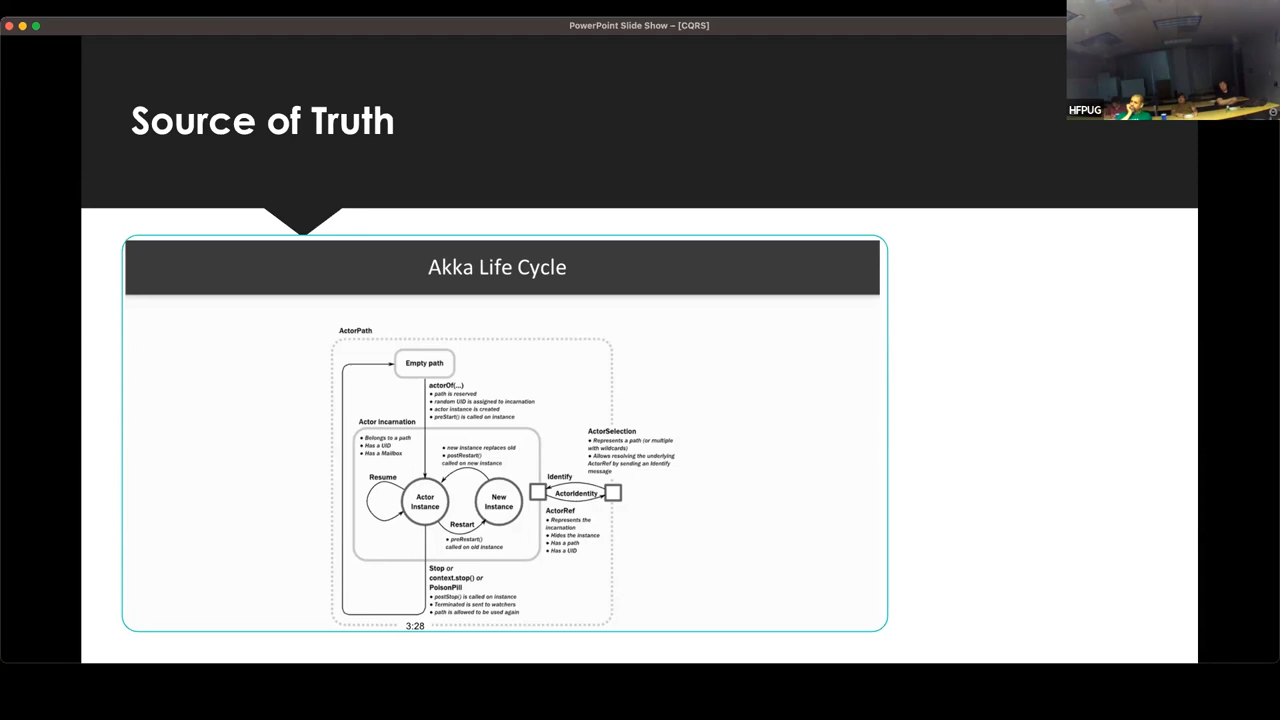 PowerPoint Slide Show – [CQRS]
HFPUG
Source of Truth
Akka Life Cycle
ActorPath
Empty path
actorOf(...)
• path is reserved
• random UID is assigned to incarnation
• actor instance is created
• preStart() is called on instance
Actor Incarnation
• Belongs to a path
• Has a UID
• Has a Mailbox
• new instance replaces old
• postRestart()
called on new instance
Resume
Actor
Instance
New
Instance
Restart
• preRestart()
called on old instance
ActorSelection
• Represents a path (or multiple
with wildcards)
• Allows resolving the underlying
ActorRef by sending an Identify
message
Identify
ActorIdentity
ActorRef
• Represents the
incarnation
• Hides the instance
• Has a path
• Has a UID
Stop or
context.stop() or
PoisonPill
• postStop() is called on instance
• Terminated is sent to watchers
• path is allowed to be used again
3:28